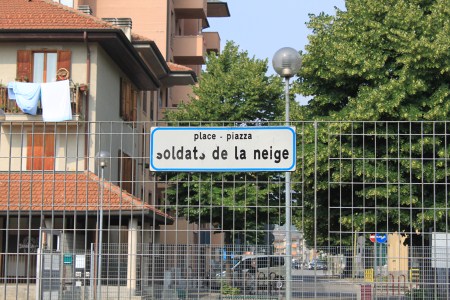 place - piazza
soldats de la neige